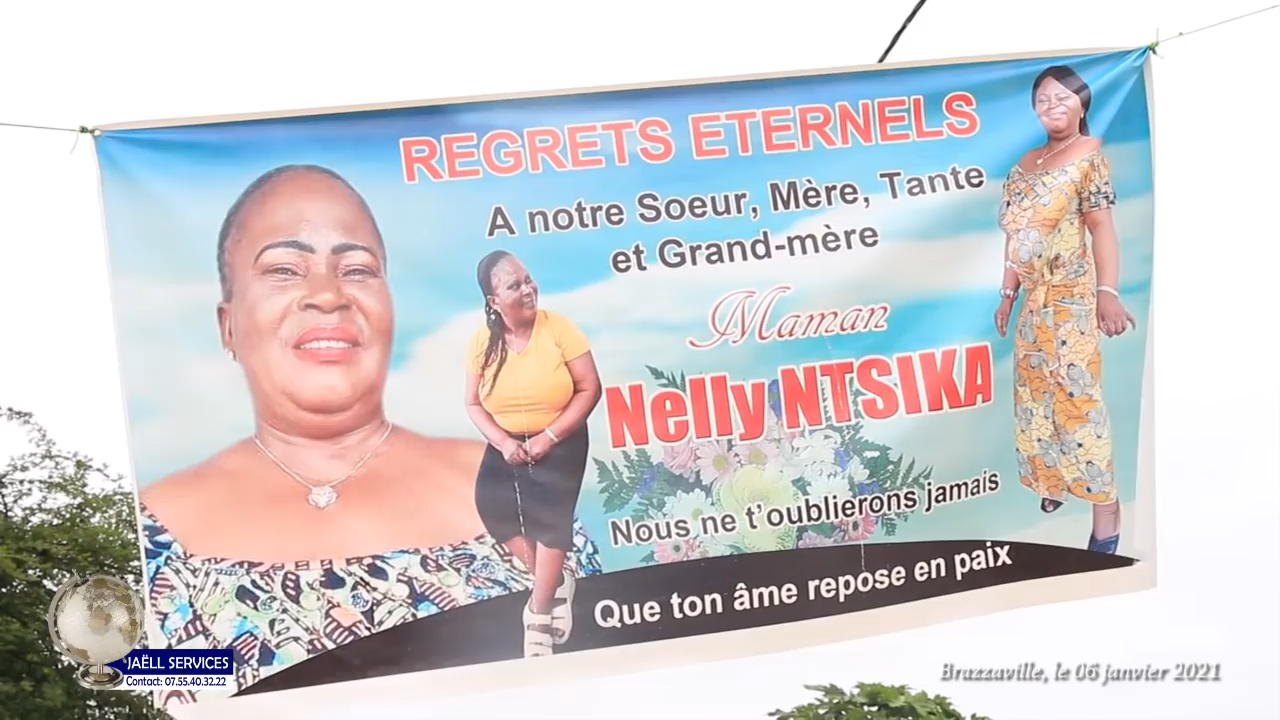 REGRETS ETERNELS
A notre Soeur, Mère, Tante
et Grand-mère
Maman
Nelly NTSIKA
Nous ne t'oublierons jamais
Que ton âme repose en paix
JAËLL SERVICES
Contact: 07.55.40.32.22
Brazzaville, le 06 janvier 2021